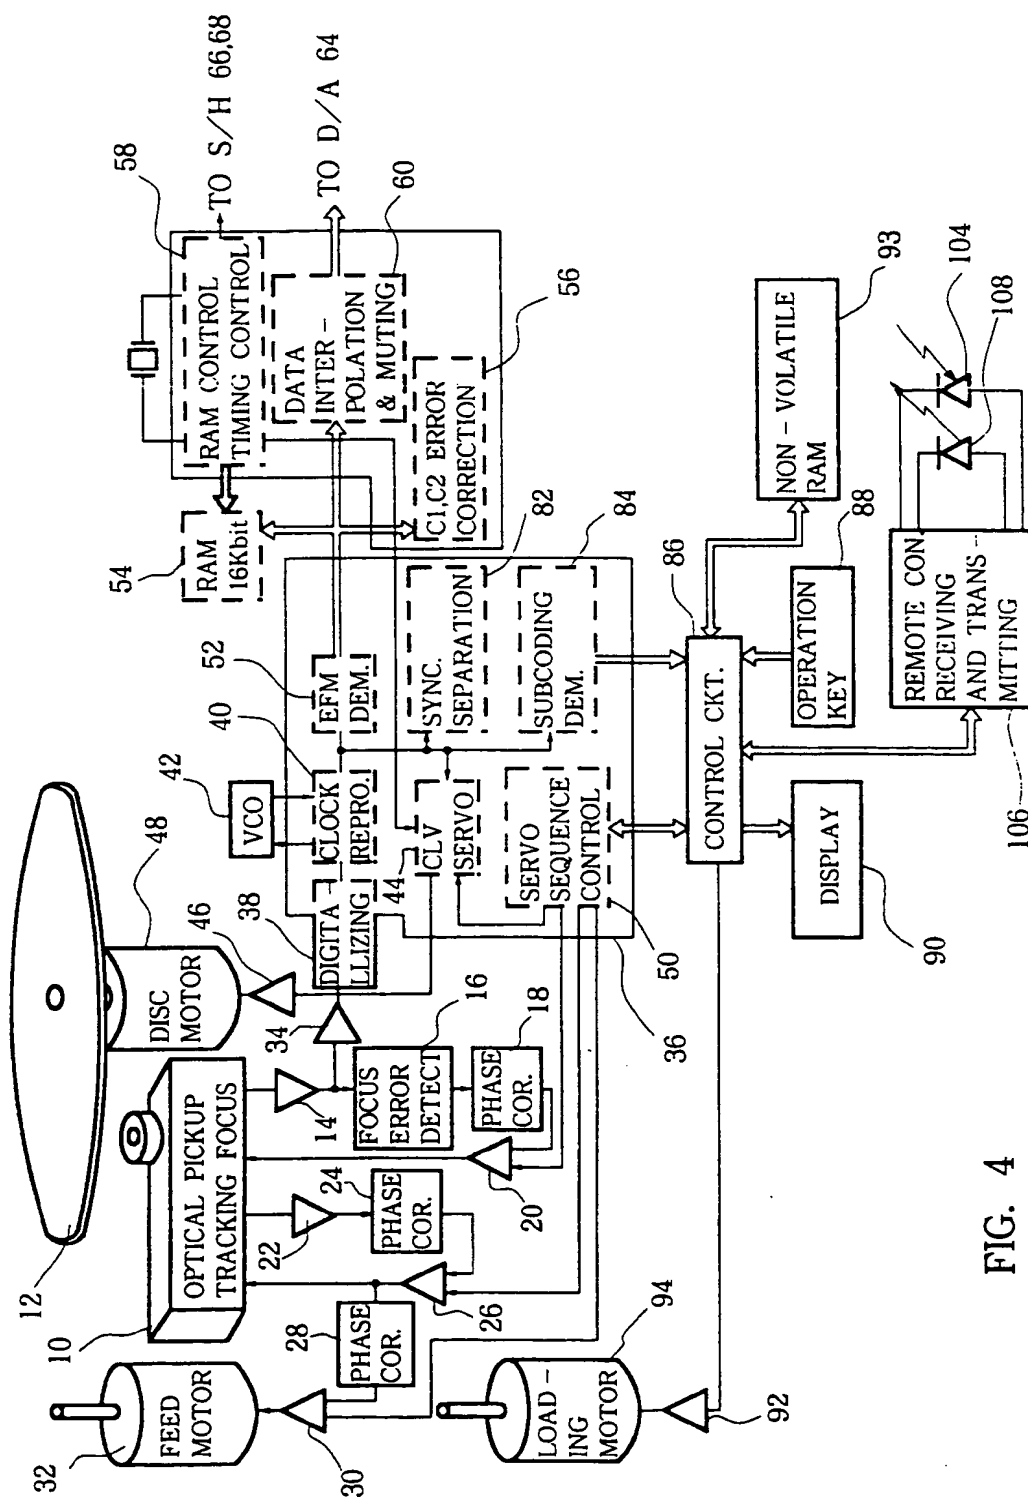 12
48
DISC
MOTOR
46
10
OPTICAL PICKUP
TRACKING FOCUS
32
FEED
MOTOR
30
28
PHASE
COR.
26
22
24
PHASE
COR.
20
14
34
FOCUS
ERROR
DETECT
16
PHASE
COR.
18
38
DIGITA
LLIZING
42
VCO
40
CLOCK
REPRO.
52
EFM
DEM.
44
CLV
SERVO
SYNC.
SEPARATION
82
SERVO
SEQUENCE
CONTROL
50
36
SUBCODING
DEM.
84
54
RAM
16Kbit
58
RAM CONTROL
TIMING CONTROL
TO S/H 66,68
DATA
INTER-
POLATION
& MUTING
TO D/A 64
60
C1,C2 ERROR
CORRECTION
56
94
LOAD-
ING
MOTOR
92
86
CONTROL CKT.
DISPLAY
90
OPERATION
KEY
88
NON-VOLATILE
RAM
93
REMOTE CON
RECEIVING
AND TRANS
MITTING
106
104
108
FIG. 4